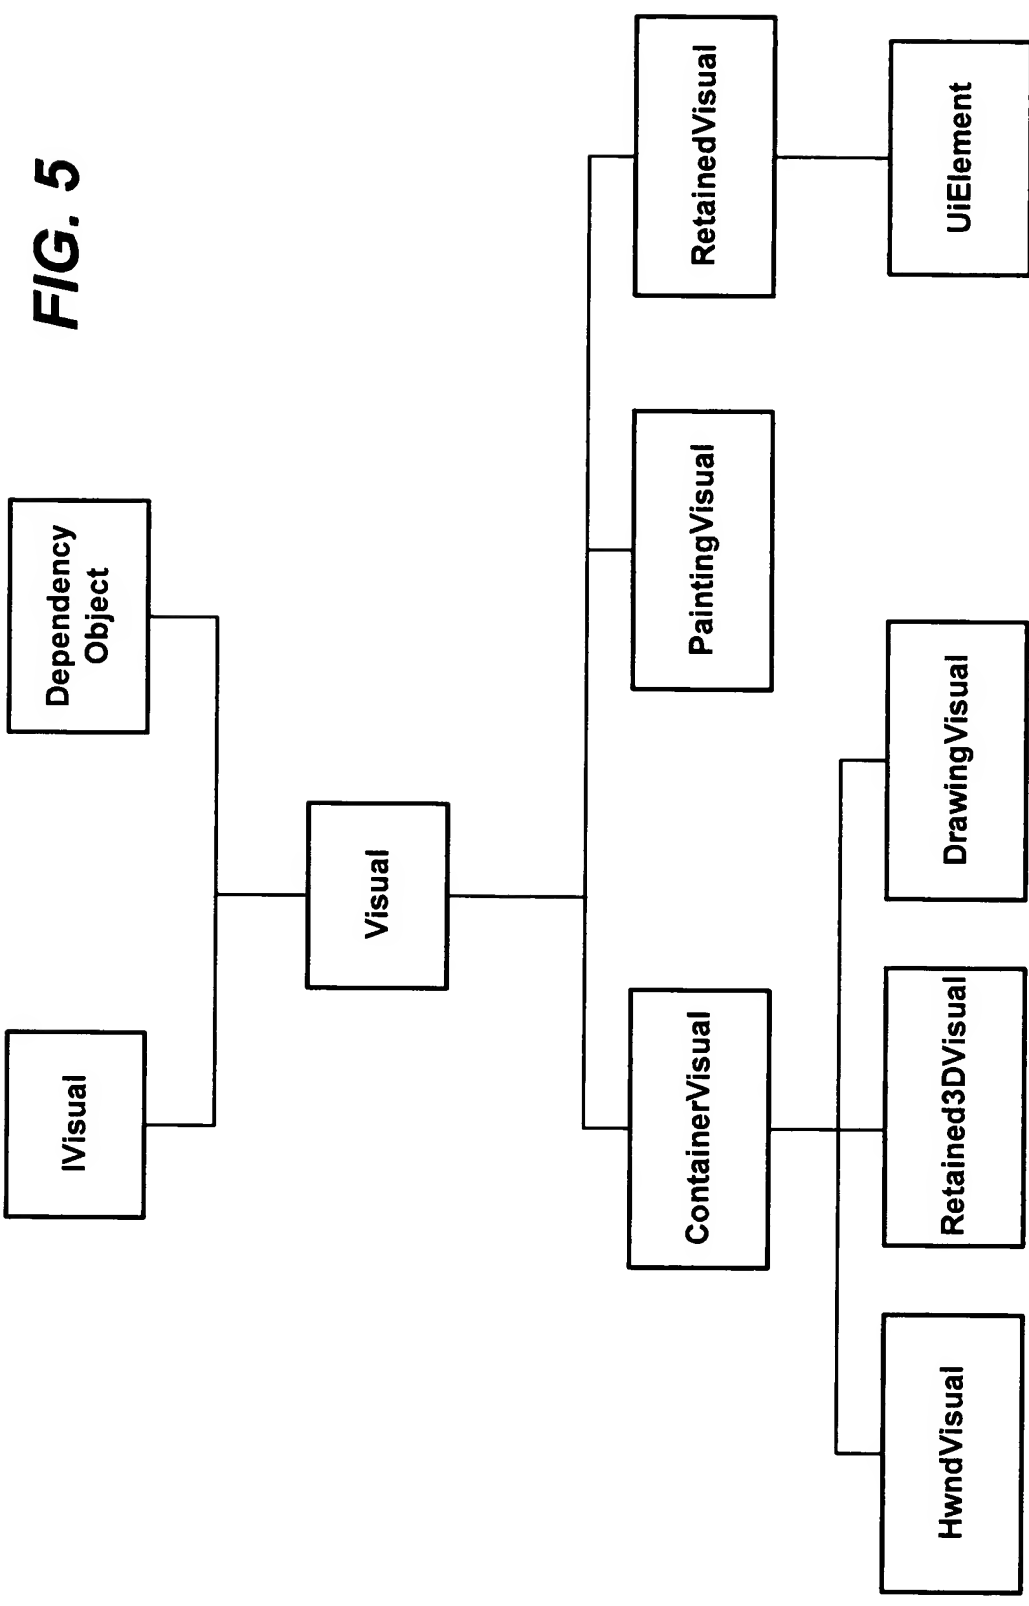 FIG. 5
IVisual
Dependency
Object
Visual
ContainerVisual
PaintingVisual
RetainedVisual
HwndVisual
Retained3DVisual
DrawingVisual
UiElement